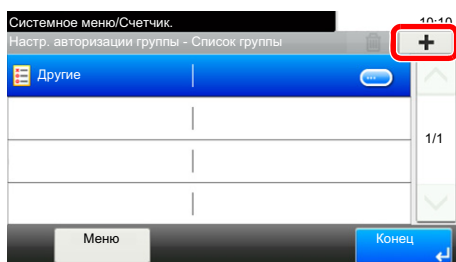 Системное меню/Счетчик.
10:10
Настр. авторизации группы - Список группы
+
Другие
...
1/1
Меню
Конец